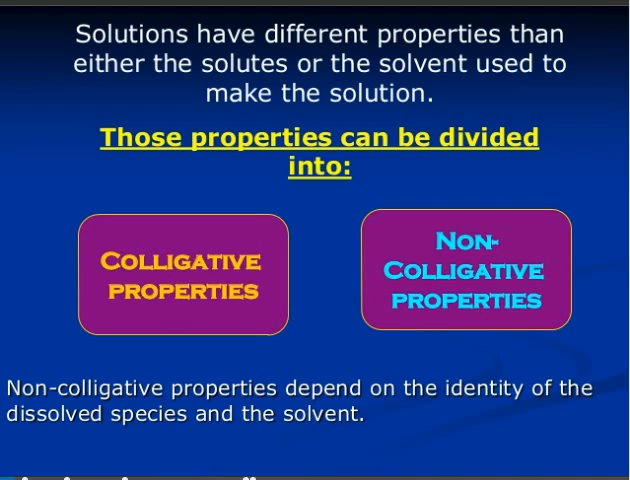 Solutions have different properties than
either the solutes or the solvent used to
make the solution.
Those properties can be divided
into:
Colligative
properties
Non-
Colligative
properties
Non-colligative properties depend on the identity of the
dissolved species and the solvent.